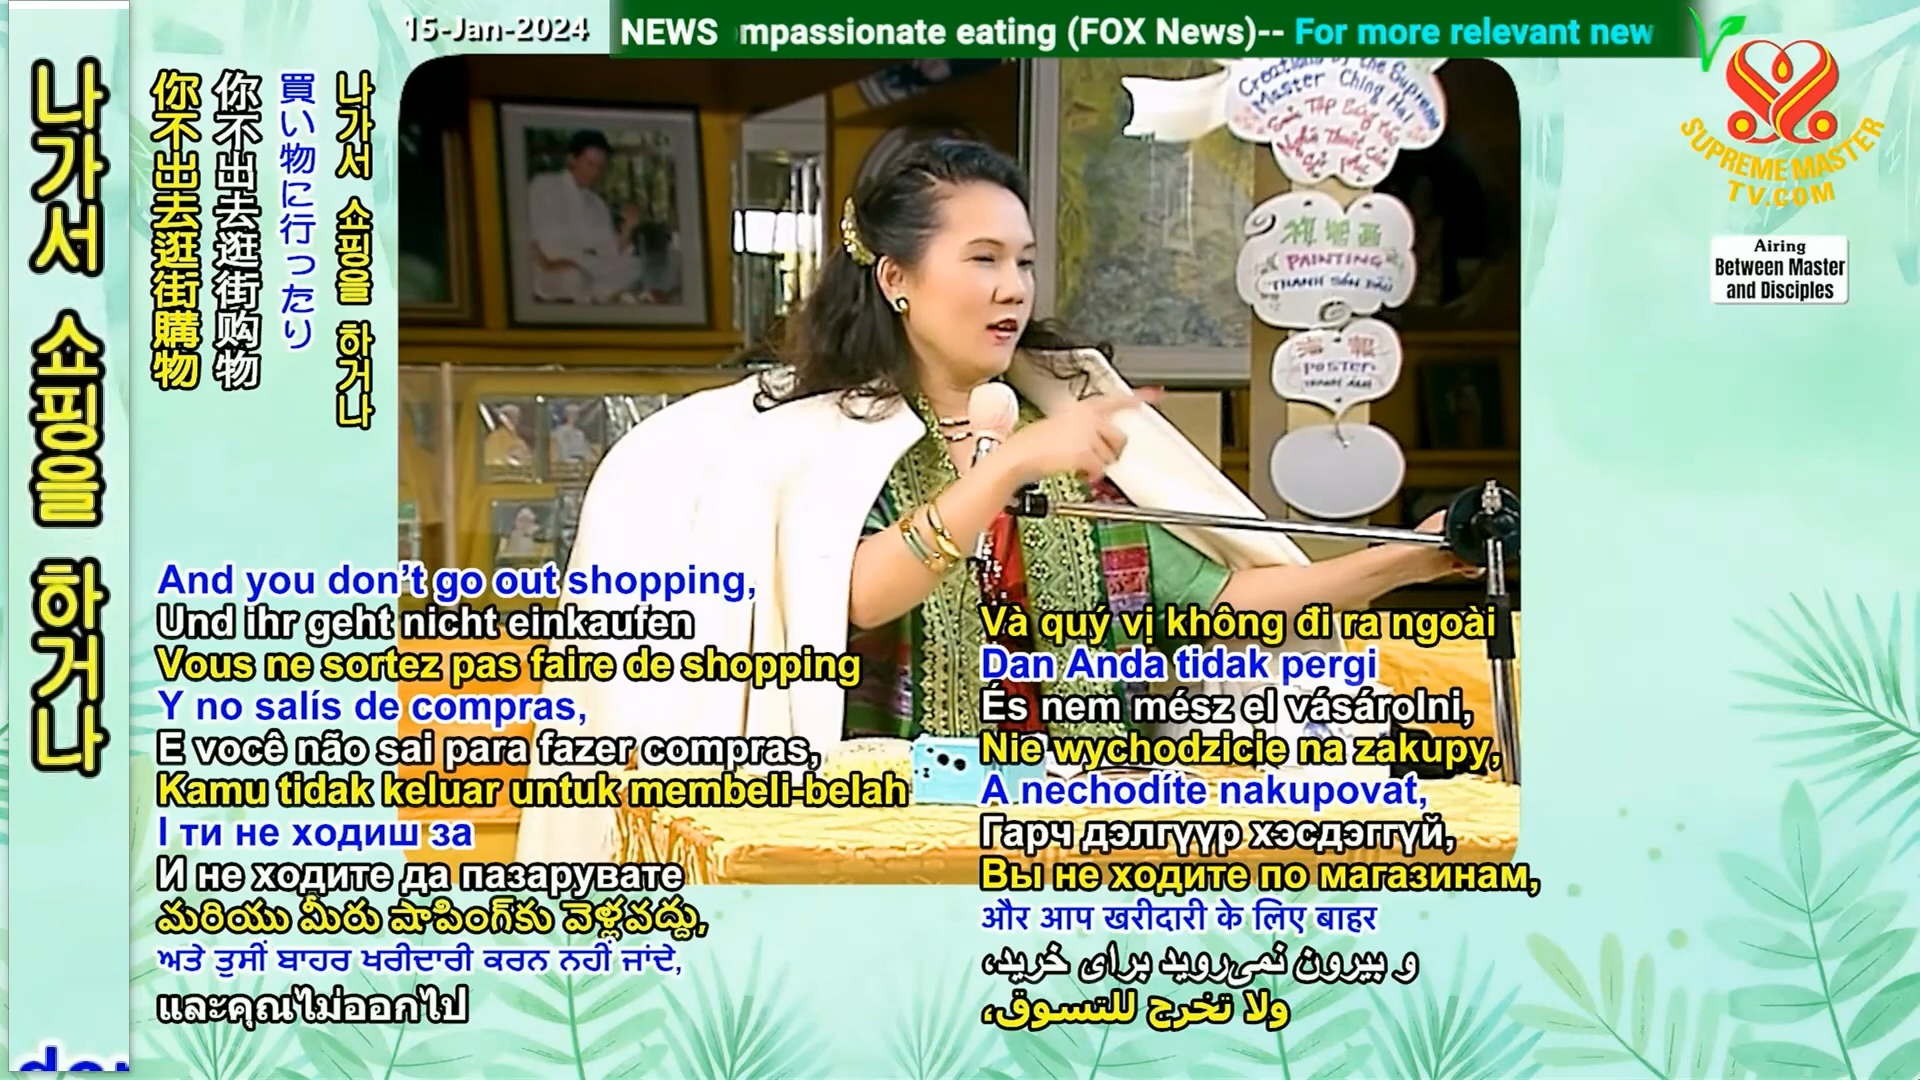 15-Jan-2024
NEWS mpassionate eating (FOX News)-- For more relevant new
SUPREME MASTER
TV.COM
Airing
Between Master
and Disciples
나가서 쇼핑을 하거나
你不出去逛街購物
你不出去逛街购物
買い物に行ったり
나가서 쇼핑을 하거나
Creations by the Supreme
Master Ching Hai
PAINTING
POSTER
And you don't go out shopping,
Und ihr geht nicht einkaufen
Vous ne sortez pas faire de shopping
Y no salís de compras,
E você não sai para fazer compras,
Kamu tidak keluar untuk membeli-belah
І ти не ходиш за
И не ходите да пазарувате
మరియు మీరు షాపింగ్‌కు వెళ్లవద్దు,
ਅਤੇ ਤੁਸੀਂ ਬਾਹਰ ਖਰੀਦਾਰੀ ਕਰਨ ਨਹੀਂ ਜਾਂਦੇ,
และคุณไม่ออกไป
Và quý vị không đi ra ngoài
Dan Anda tidak pergi
És nem mész el vásárolni,
Nie wychodzicie na zakupy,
A nechodíte nakupovat,
Гарч дэлгүүр хэсдэггүй,
Вы не ходите по магазинам,
और आप खरीदारी के लिए बाहर
و بیرون نمی‌روید برای خرید،
ولا تخرج للتسوق،